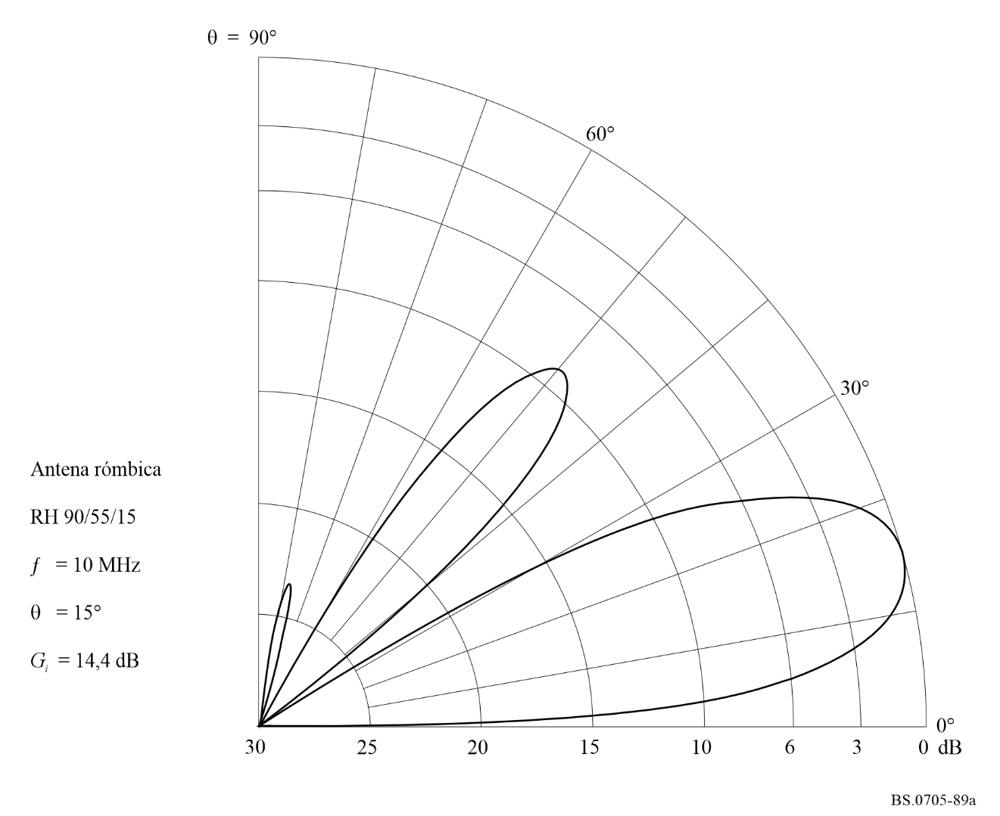 θ = 90°
60°
30°
Antena rómbica
RH 90/55/15
f = 10 MHz
θ = 15°
Gi = 14,4 dB
0°
30 25 20 15 10 6 3 0 dB
BS.0705-89a